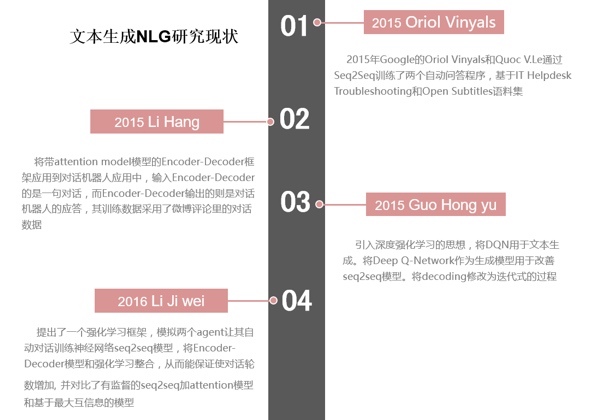 文本生成NLG研究现状
01
2015 Oriol Vinyals
2015年Google的Oriol Vinyals和Quoc V.Le通过
Seq2Seq训练了两个自动问答程序，基于IT Helpdesk
Troubleshooting和Open Subtitles语料集
02
2015 Li Hang
将带attention model模型的Encoder-Decoder框
架应用到对话机器人应用中，输入Encoder-Decoder
的是一句对话，而Encoder-Decoder输出的则是对话
机器人的应答，其训练数据采用了微博评论里的对话
数据
03
2015 Guo Hong yu
引入深度强化学习的思想，将DQN用于文本生
成。将Deep Q-Network作为生成模型用于改善
seq2seq模型。将decoding修改为迭代式的过程
04
2016 Li Ji wei
提出了一个强化学习框架，模拟两个agent让其自
动对话训练神经网络seq2seq模型，将Encoder-
Decoder模型和强化学习整合，从而能保证使对话轮
数增加, 并对比了有监督的seq2seq加attention模型
和基于最大互信息的模型